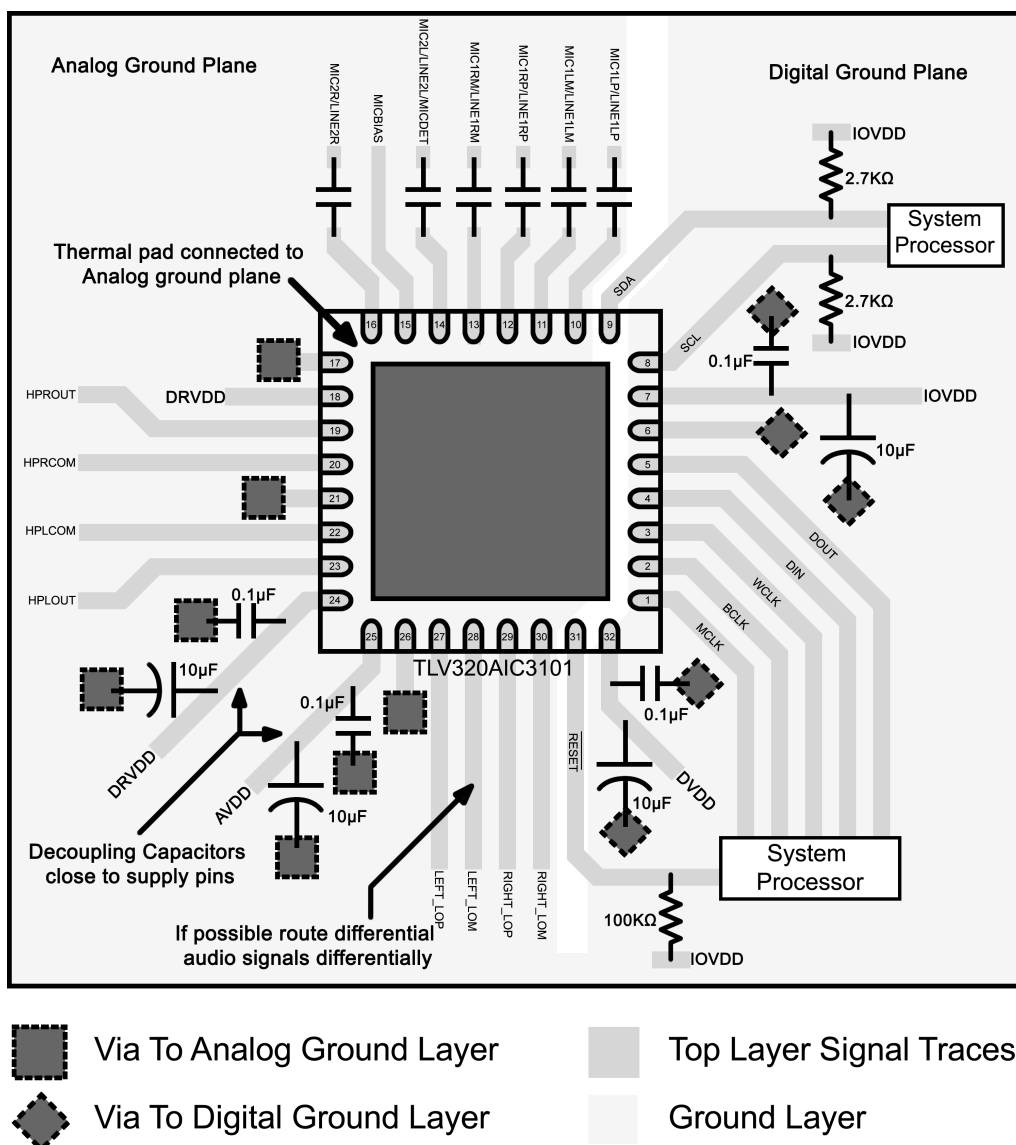 Analog Ground Plane
Digital Ground Plane
MIC2R/LINE2R
MICBIAS
MIC2L/LINE2L/MICDET
MIC1RM/LINE1RM
MIC1RP/LINE1RP
MIC1LM/LINE1LM
MIC1LP/LINE1LP
IOVDD
2.7KΩ
System
Processor
2.7KΩ
IOVDD
Thermal pad connected to
Analog ground plane
SDA
SCL
0.1µF
16
15
14
13
12
11
10
9
17
18
19
20
21
22
23
24
8
7
6
5
4
3
2
1
HPROUT
DRVDD
HPRCOM
HPLCOM
HPLOUT
IOVDD
10µF
DOUT
DIN
WCLK
BCLK
MCLK
25
26
27
28
29
30
31
32
TLV320AIC3101
0.1µF
10µF
0.1µF
10µF
DRVDD
AVDD
RESET
0.1µF
10µF
DVDD
Decoupling Capacitors
close to supply pins
LEFT_LOP
LEFT_LOM
RIGHT_LOP
RIGHT_LOM
System
Processor
100KΩ
IOVDD
If possible route differential
audio signals differentially
Via To Analog Ground Layer
Top Layer Signal Traces
Via To Digital Ground Layer
Ground Layer